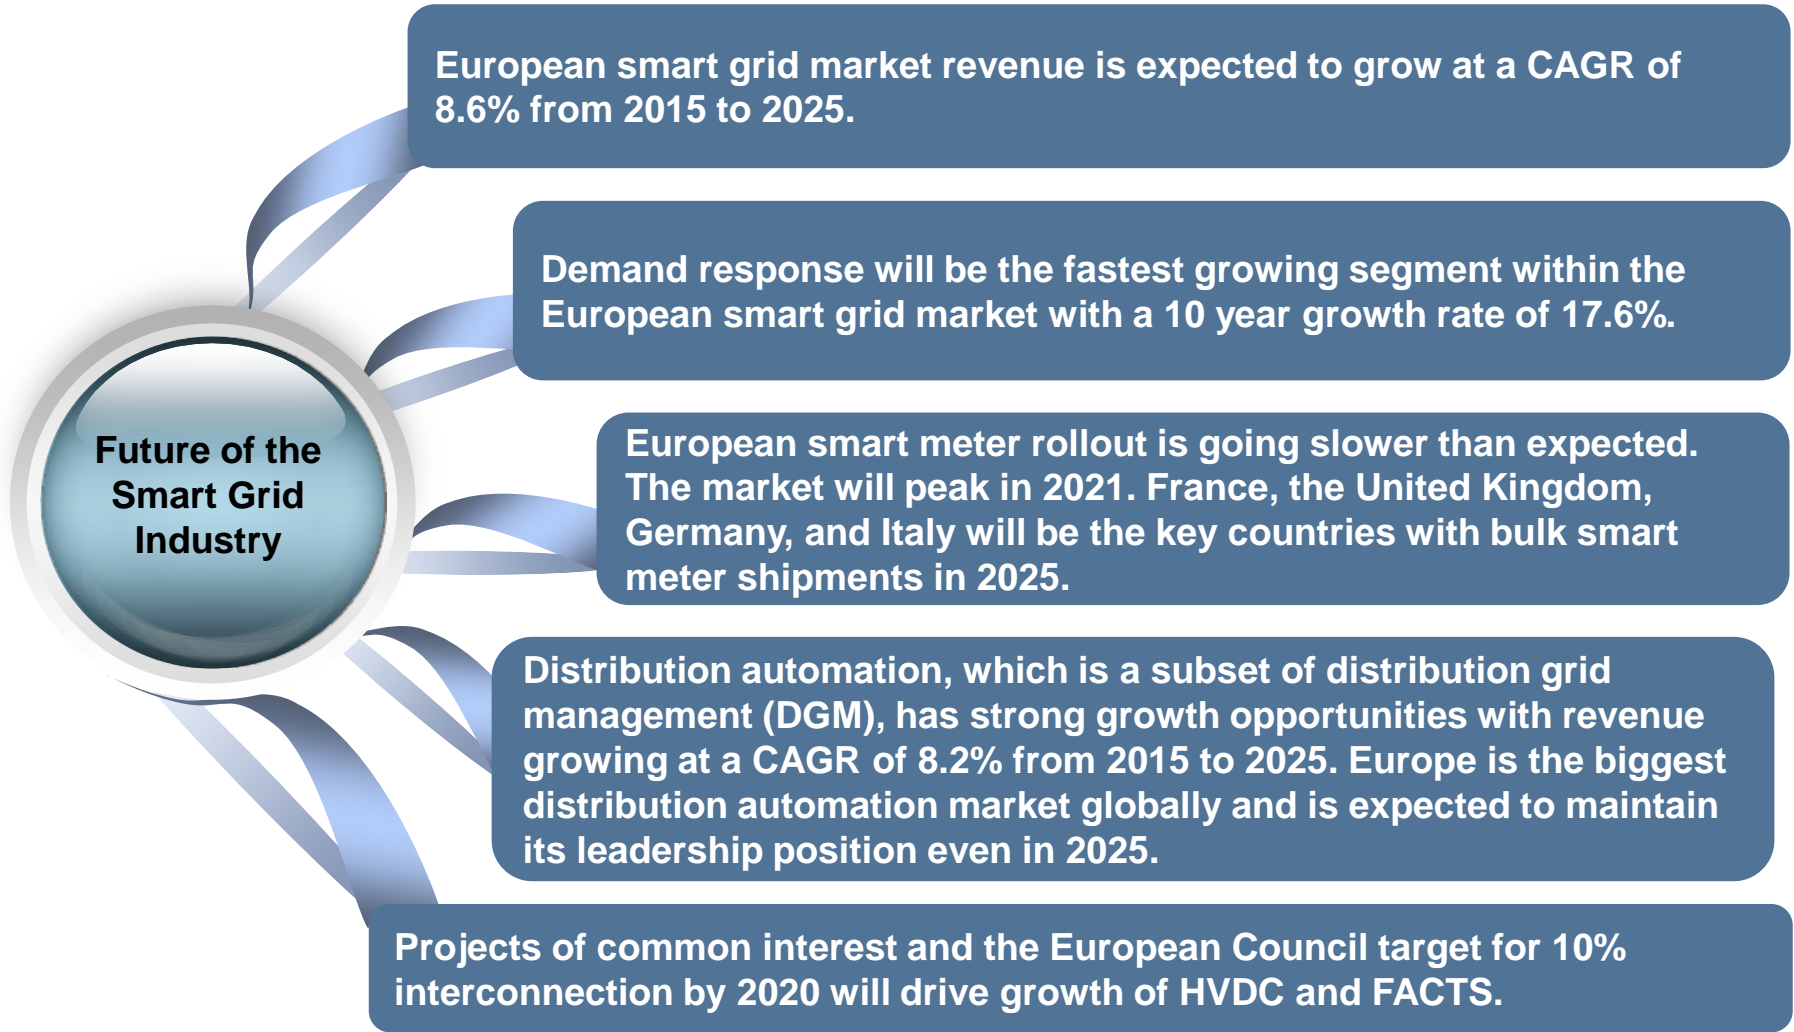 European smart grid market revenue is expected to grow at a CAGR of
8.6% from 2015 to 2025.
Demand response will be the fastest growing segment within the
European smart grid market with a 10 year growth rate of 17.6%.
Future of the
Smart Grid
Industry
European smart meter rollout is going slower than expected.
The market will peak in 2021. France, the United Kingdom,
Germany, and Italy will be the key countries with bulk smart
meter shipments in 2025.
Distribution automation, which is a subset of distribution grid
management (DGM), has strong growth opportunities with revenue
growing at a CAGR of 8.2% from 2015 to 2025. Europe is the biggest
distribution automation market globally and is expected to maintain
its leadership position even in 2025.
Projects of common interest and the European Council target for 10%
interconnection by 2020 will drive growth of HVDC and FACTS.